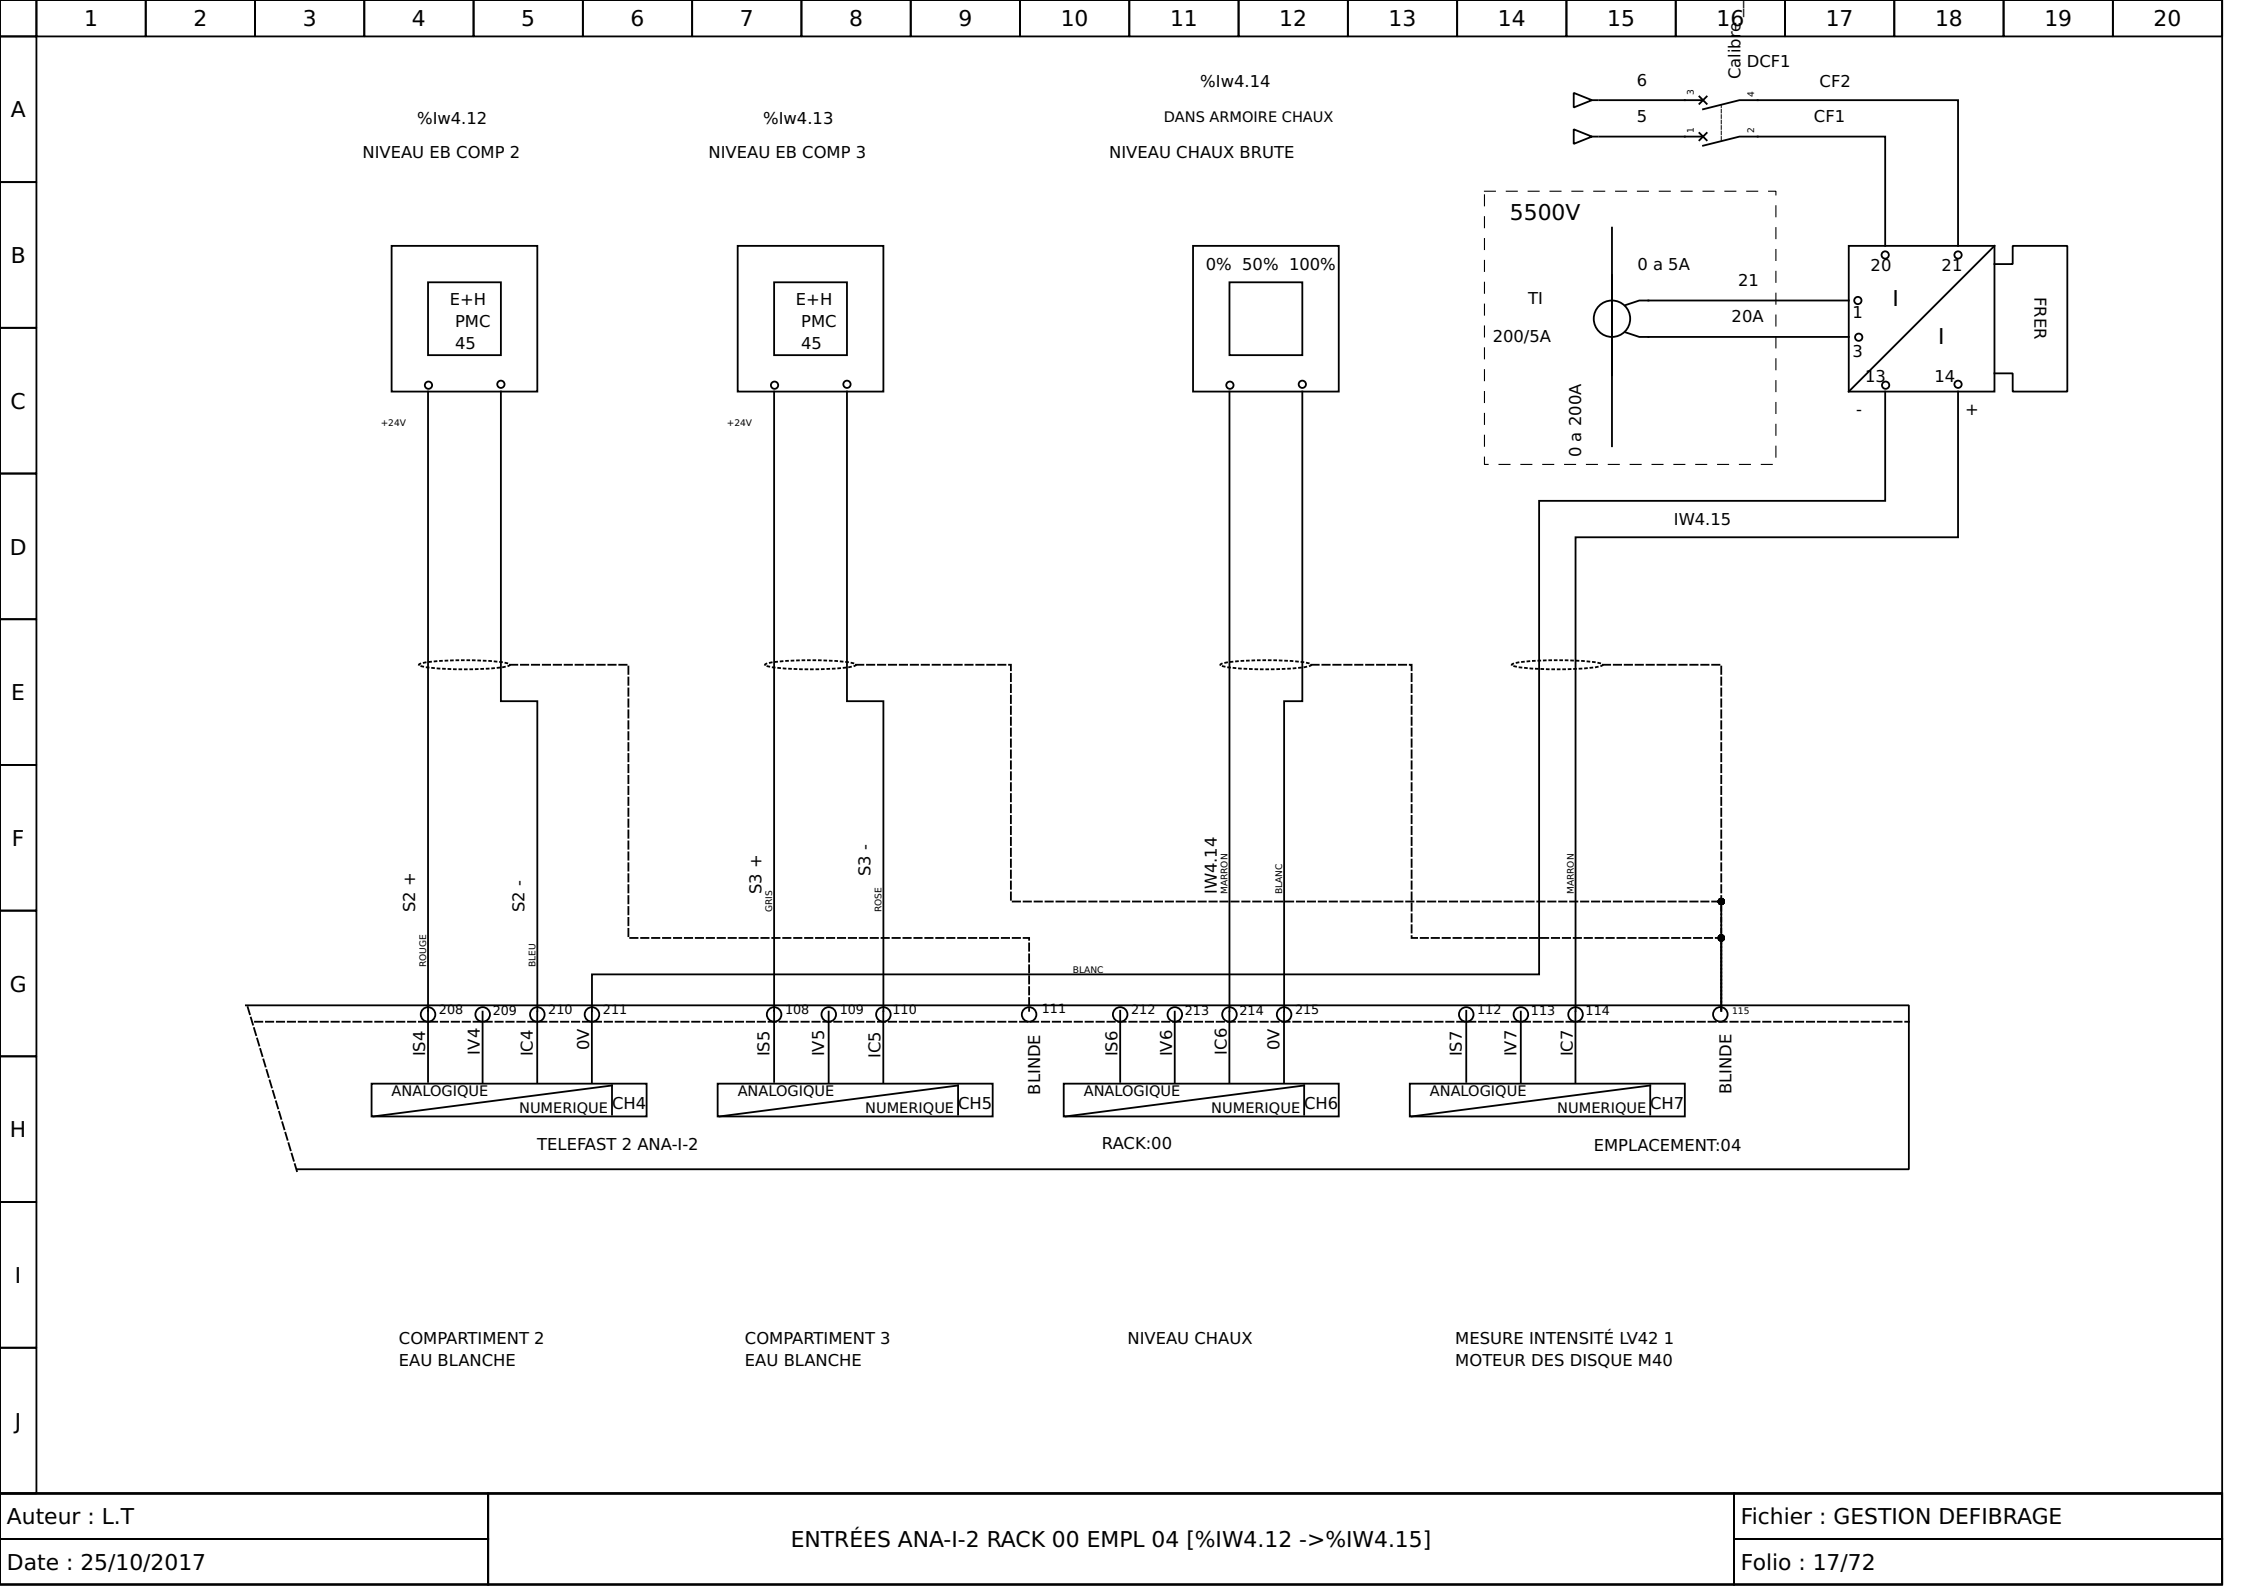 1 2 3 4 5 6 7 8 9 10 11 12 13 14 15 16 17 18 19 20
A
B
C
D
E
F
G
H
I
J
%Iw4.12
NIVEAU EB COMP 2
%Iw4.13
NIVEAU EB COMP 3
%Iw4.14
DANS ARMOIRE CHAUX
NIVEAU CHAUX BRUTE
Calibre_
DCF1
6 3 4 CF2
5 1 2 CF1
E+H
PMC
45
+24V
E+H
PMC
45
+24V
0% 50% 100%
5500V
0 a 5A
TI
200/5A
0 a 200A
21
20A
20 21
1
3
I
I
13 14
- +
FRER
IW4.15
S2 +
ROUGE
S2 -
BLEU
S3 +
GRIS
S3 -
ROSE
IW4.14
MARRON
BLANC
MARRON
BLANC
208 209 210 211 108 109 110 111 212 213 214 215 112 113 114 115
IS4 IV4 IC4 0V IS5 IV5 IC5 BLINDE IS6 IV6 IC6 0V IS7 IV7 IC7 BLINDE
ANALOGIQUE
NUMERIQUE CH4
ANALOGIQUE
NUMERIQUE CH5
ANALOGIQUE
NUMERIQUE CH6
ANALOGIQUE
NUMERIQUE CH7
TELEFAST 2 ANA-I-2
RACK:00
EMPLACEMENT:04
COMPARTIMENT 2
EAU BLANCHE
COMPARTIMENT 3
EAU BLANCHE
NIVEAU CHAUX
MESURE INTENSITÉ LV42 1
MOTEUR DES DISQUE M40
Auteur : L.T
Date : 25/10/2017
ENTRÉES ANA-I-2 RACK 00 EMPL 04 [%IW4.12 ->%IW4.15]
Fichier : GESTION DEFIBRAGE
Folio : 17/72